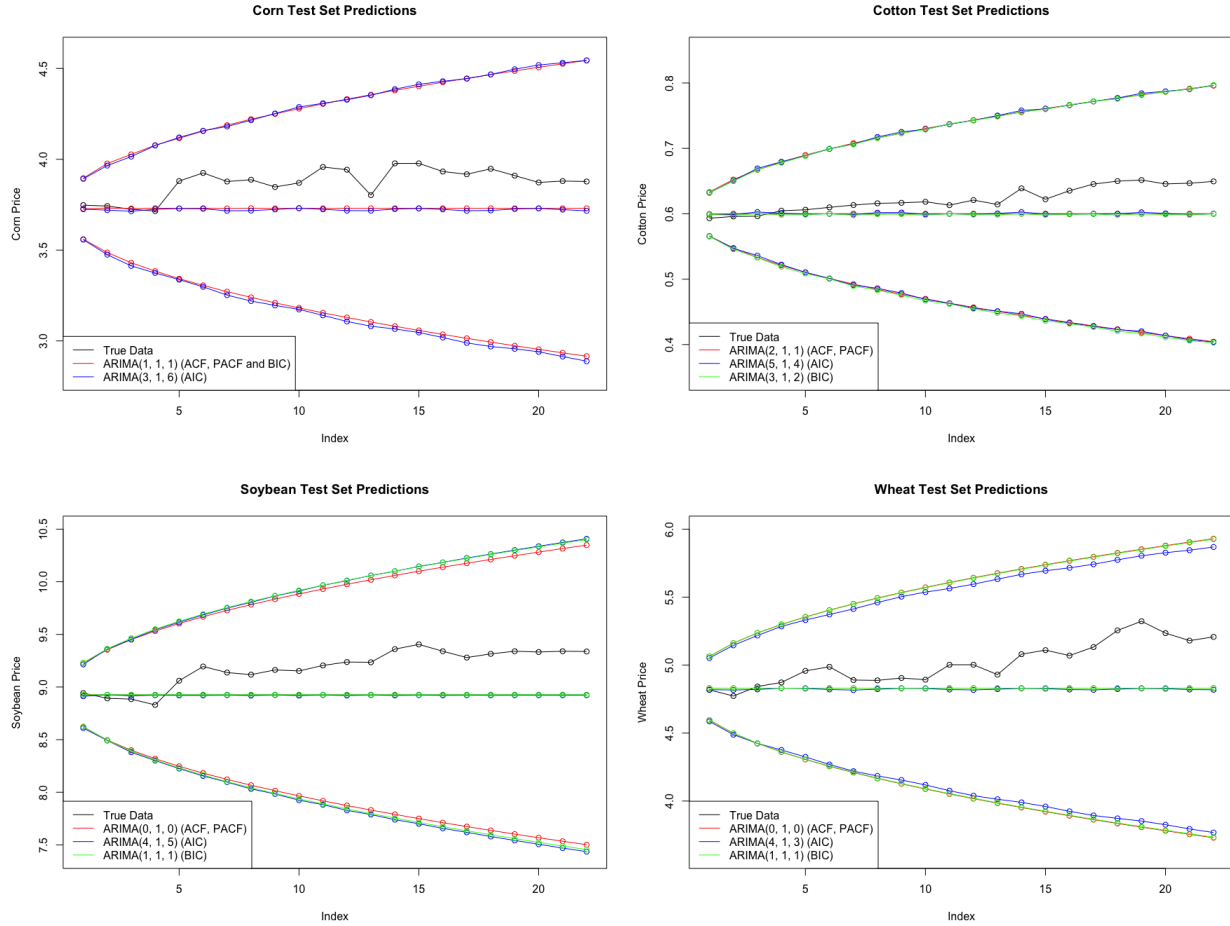 Corn Test Set Predictions
Corn Price
4.5
4.0
3.5
3.0
True Data
ARIMA(1, 1, 1) (ACF, PACF and BIC)
ARIMA(3, 1, 6) (AIC)
5 10 15 20
Index
Cotton Test Set Predictions
Cotton Price
0.8
0.7
0.6
0.5
0.4
True Data
ARIMA(2, 1, 1) (ACF, PACF)
ARIMA(5, 1, 4) (AIC)
ARIMA(3, 1, 2) (BIC)
5 10 15 20
Index
Soybean Test Set Predictions
Soybean Price
10.5
10.0
9.5
9.0
8.5
8.0
7.5
True Data
ARIMA(0, 1, 0) (ACF, PACF)
ARIMA(4, 1, 5) (AIC)
ARIMA(1, 1, 1) (BIC)
5 10 15 20
Index
Wheat Test Set Predictions
Wheat Price
6.0
5.5
5.0
4.5
4.0
True Data
ARIMA(0, 1, 0) (ACF, PACF)
ARIMA(4, 1, 3) (AIC)
ARIMA(1, 1, 1) (BIC)
5 10 15 20
Index